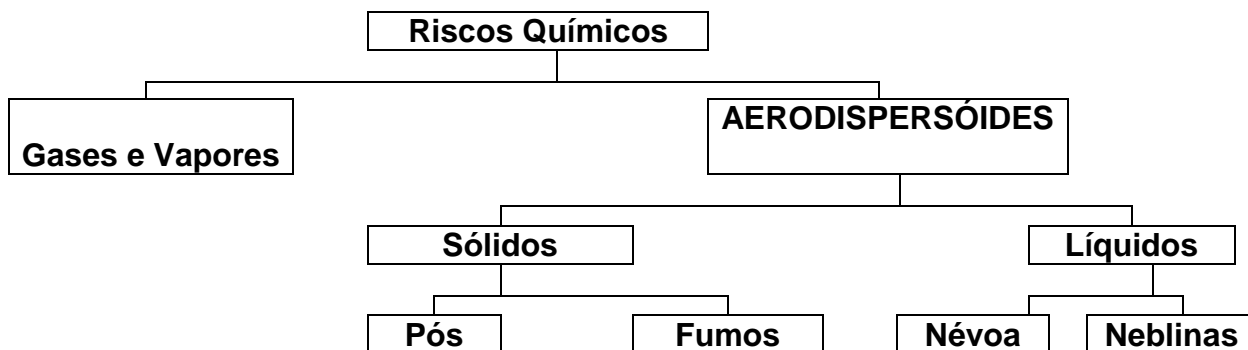 Riscos Químicos
Gases e Vapores
AERODISPERSÓIDES
Sólidos
Líquidos
Pós
Fumos
Névoa
Neblinas